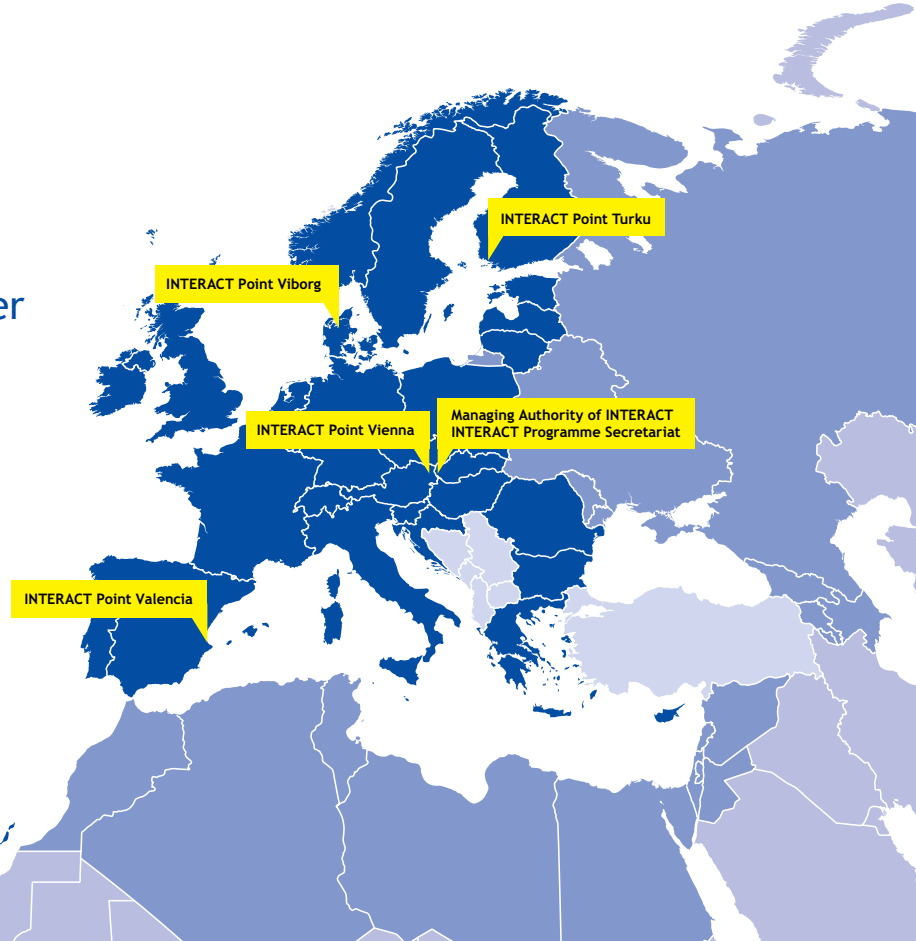 INTERACT Point Turku
INTERACT Point Viborg
er
INTERACT Point Vienna
Managing Authority of INTERACT
INTERACT Programme Secretariat
INTERACT Point Valencia